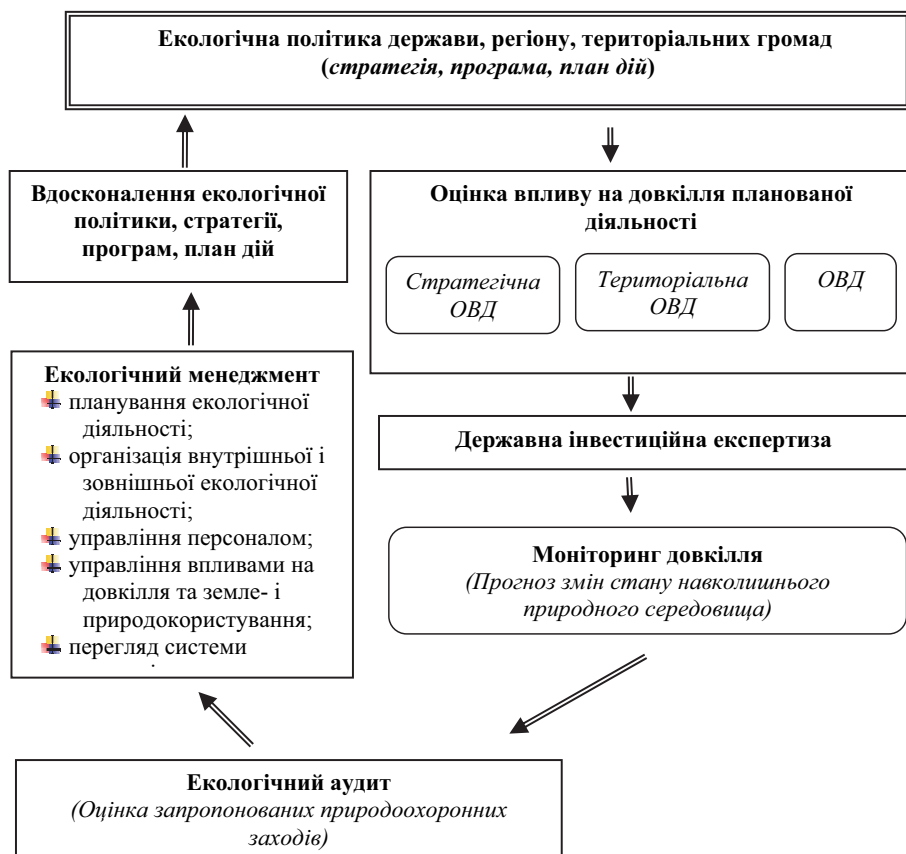 Екологічна політика держави, регіону, територіальних громад
(стратегія, програма, план дій)
Вдосконалення екологічної
політики, стратегії,
програм, план дій
Оцінка впливу на довкілля планованої
діяльності
Стратегічна
ОВД
Територіальна
ОВД
ОВД
Державна інвестиційна експертиза
Моніторинг довкілля
(Прогноз змін стану навколишнього
природного середовища)
Екологічний менеджмент
планування екологічної
діяльності;
організація внутрішньої і
зовнішньої екологічної
діяльності;
управління персоналом;
управління впливами на
довкілля та земле- і
природокористування;
перегляд системи
Екологічний аудит
(Оцінка запропонованих природоохоронних
заходів)